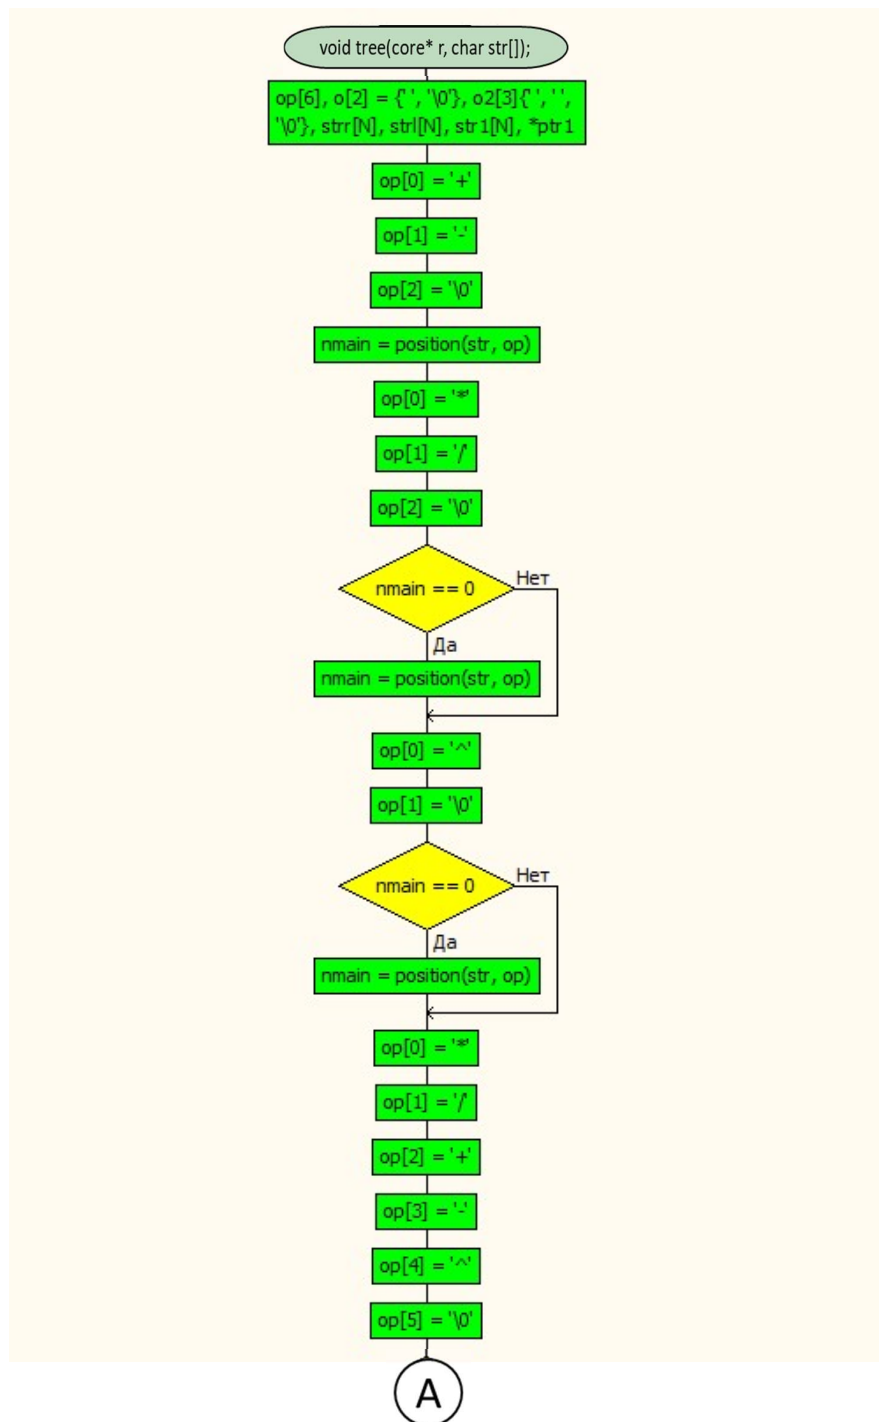 void tree(core* r, char str[]);
op[6], o[2] = {' ', '\0'}, o2[3]{' ', ' ',
'\0'}, strr[N], strl[N], str1[N], *ptr1
op[0] = '+'
op[1] = '-'
op[2] = '\0'
nmain = position(str, op)
op[0] = '*'
op[1] = '/'
op[2] = '\0'
nmain == 0
Нет
Да
nmain = position(str, op)
op[0] = '^'
op[1] = '\0'
nmain == 0
Нет
Да
nmain = position(str, op)
op[0] = '*'
op[1] = '/'
op[2] = '+'
op[3] = '-'
op[4] = '^'
op[5] = '\0'
A